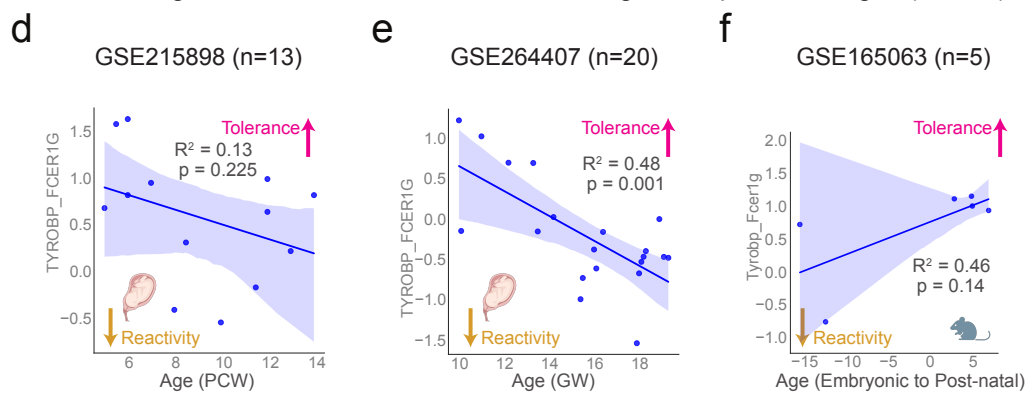 d
GSE215898 (n=13)
TYROBP_FCER1G
1.5
1.0
0.5
0.0
−0.5
Tolerance
R² = 0.13
p = 0.225
Reactivity
6 8 10 12 14
Age (PCW)
e
GSE264407 (n=20)
TYROBP_FCER1G
1.0
0.5
0.0
−0.5
−1.0
−1.5
Tolerance
R² = 0.48
p = 0.001
Reactivity
10 12 14 16 18
Age (GW)
f
GSE165063 (n=5)
Tyrobp_Fcer1g
2.0
1.5
1.0
0.5
0.0
−0.5
−1.0
Tolerance
R² = 0.46
p = 0.14
Reactivity
−15 −10 −5 0 5
Age (Embryonic to Post-natal)